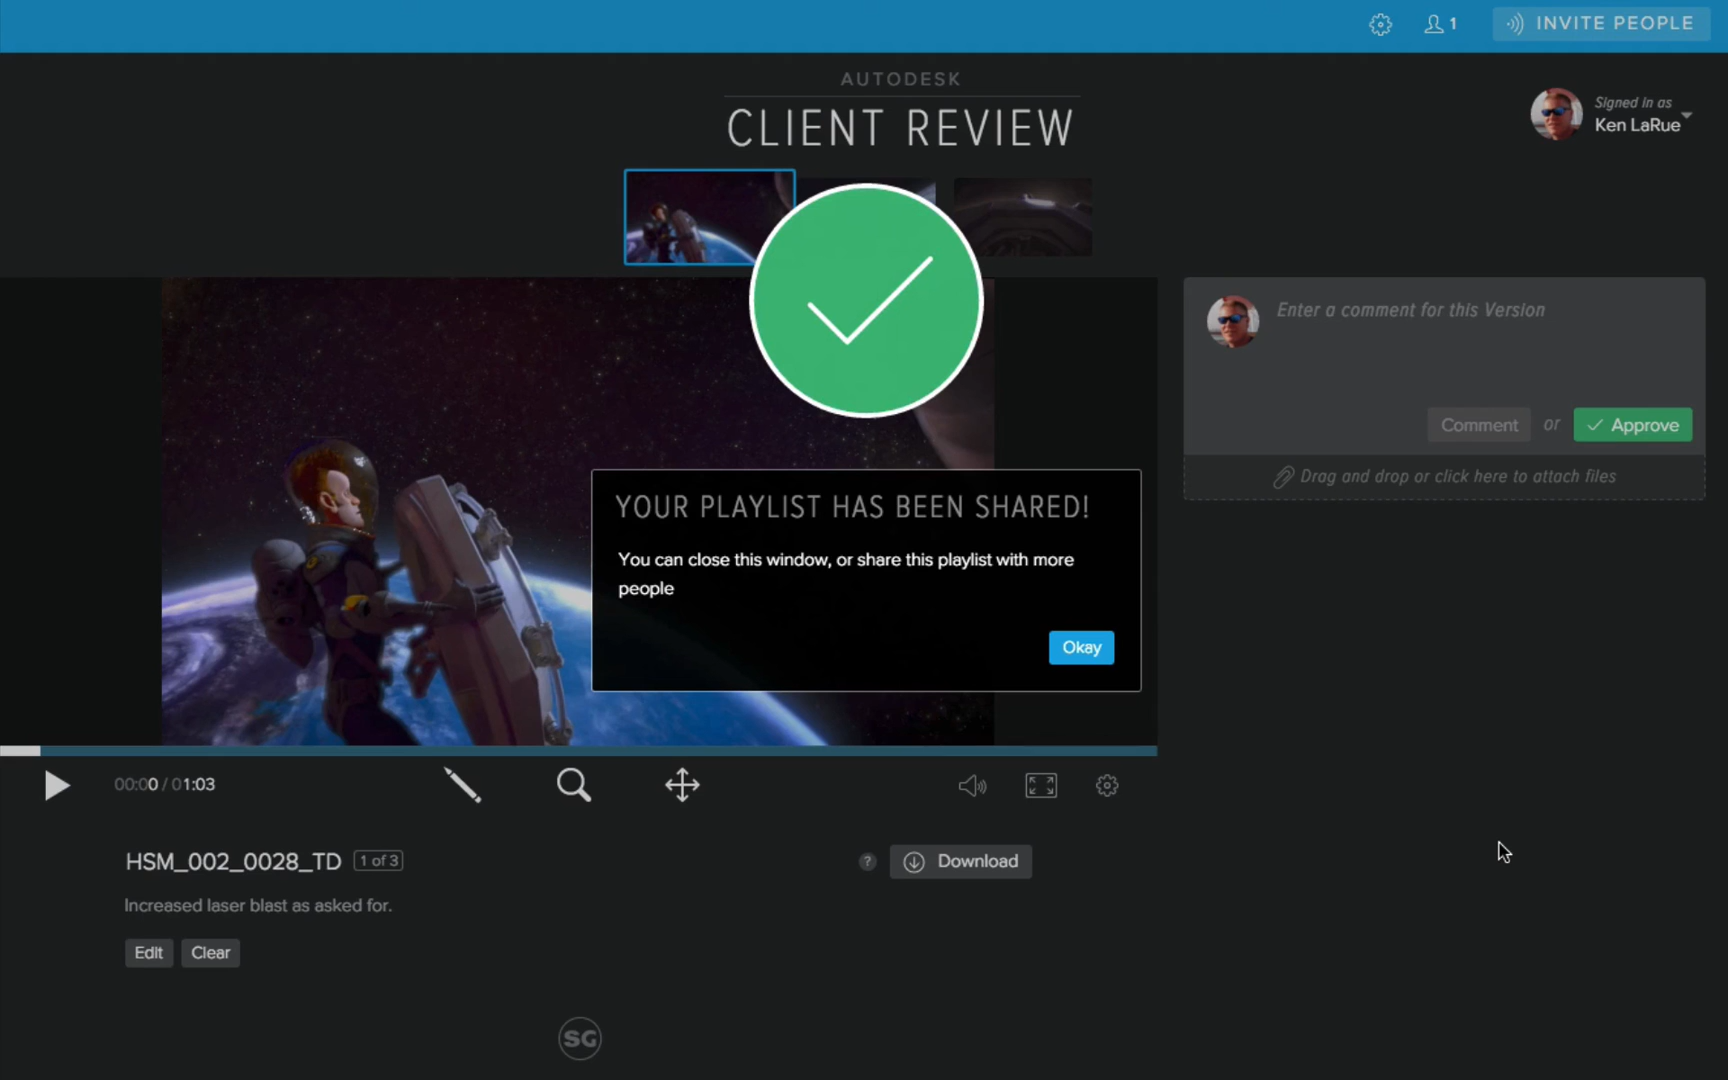 1
INVITE PEOPLE
AUTODESK
CLIENT REVIEW
Signed In as
Ken LaRue
Enter a comment for this Version
Comment
or
Approve
Drag and drop or click here to attach files
YOUR PLAYLIST HAS BEEN SHARED!
You can close this window, or share this playlist with more
people
Okay
00:00 / 01:03
HSM_002_0028_TD
1 of 3
?
Download
Increased laser blast as asked for.
Edit
Clear
SG